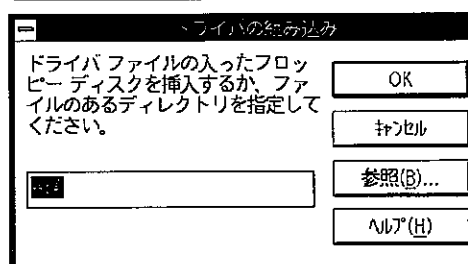 ドライバの組み込み
ドライバ ファイルの入ったフロッ
ピー ディスクを挿入するか、ファ
イルのあるディレクトリを指定して
ください。
OK
ｷｬﾝｾﾙ
参照(B)...
ﾍﾙﾌﾟ(H)